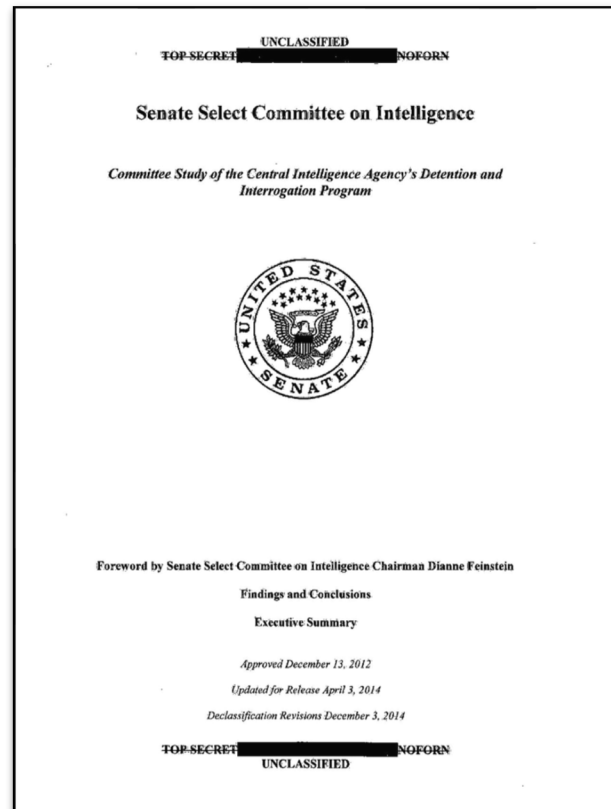 UNCLASSIFIED
TOP SECRET NOFORN
Senate Select Committee on Intelligence
Committee Study of the Central Intelligence Agency's Detention and
Interrogation Program
UNITED STATES
SENATE
Foreword by Senate Select Committee on Intelligence Chairman Dianne Feinstein
Findings and Conclusions
Executive Summary
Approved December 13, 2012
Updated for Release April 3, 2014
Declassification Revisions December 3, 2014
TOP SECRET NOFORN
UNCLASSIFIED